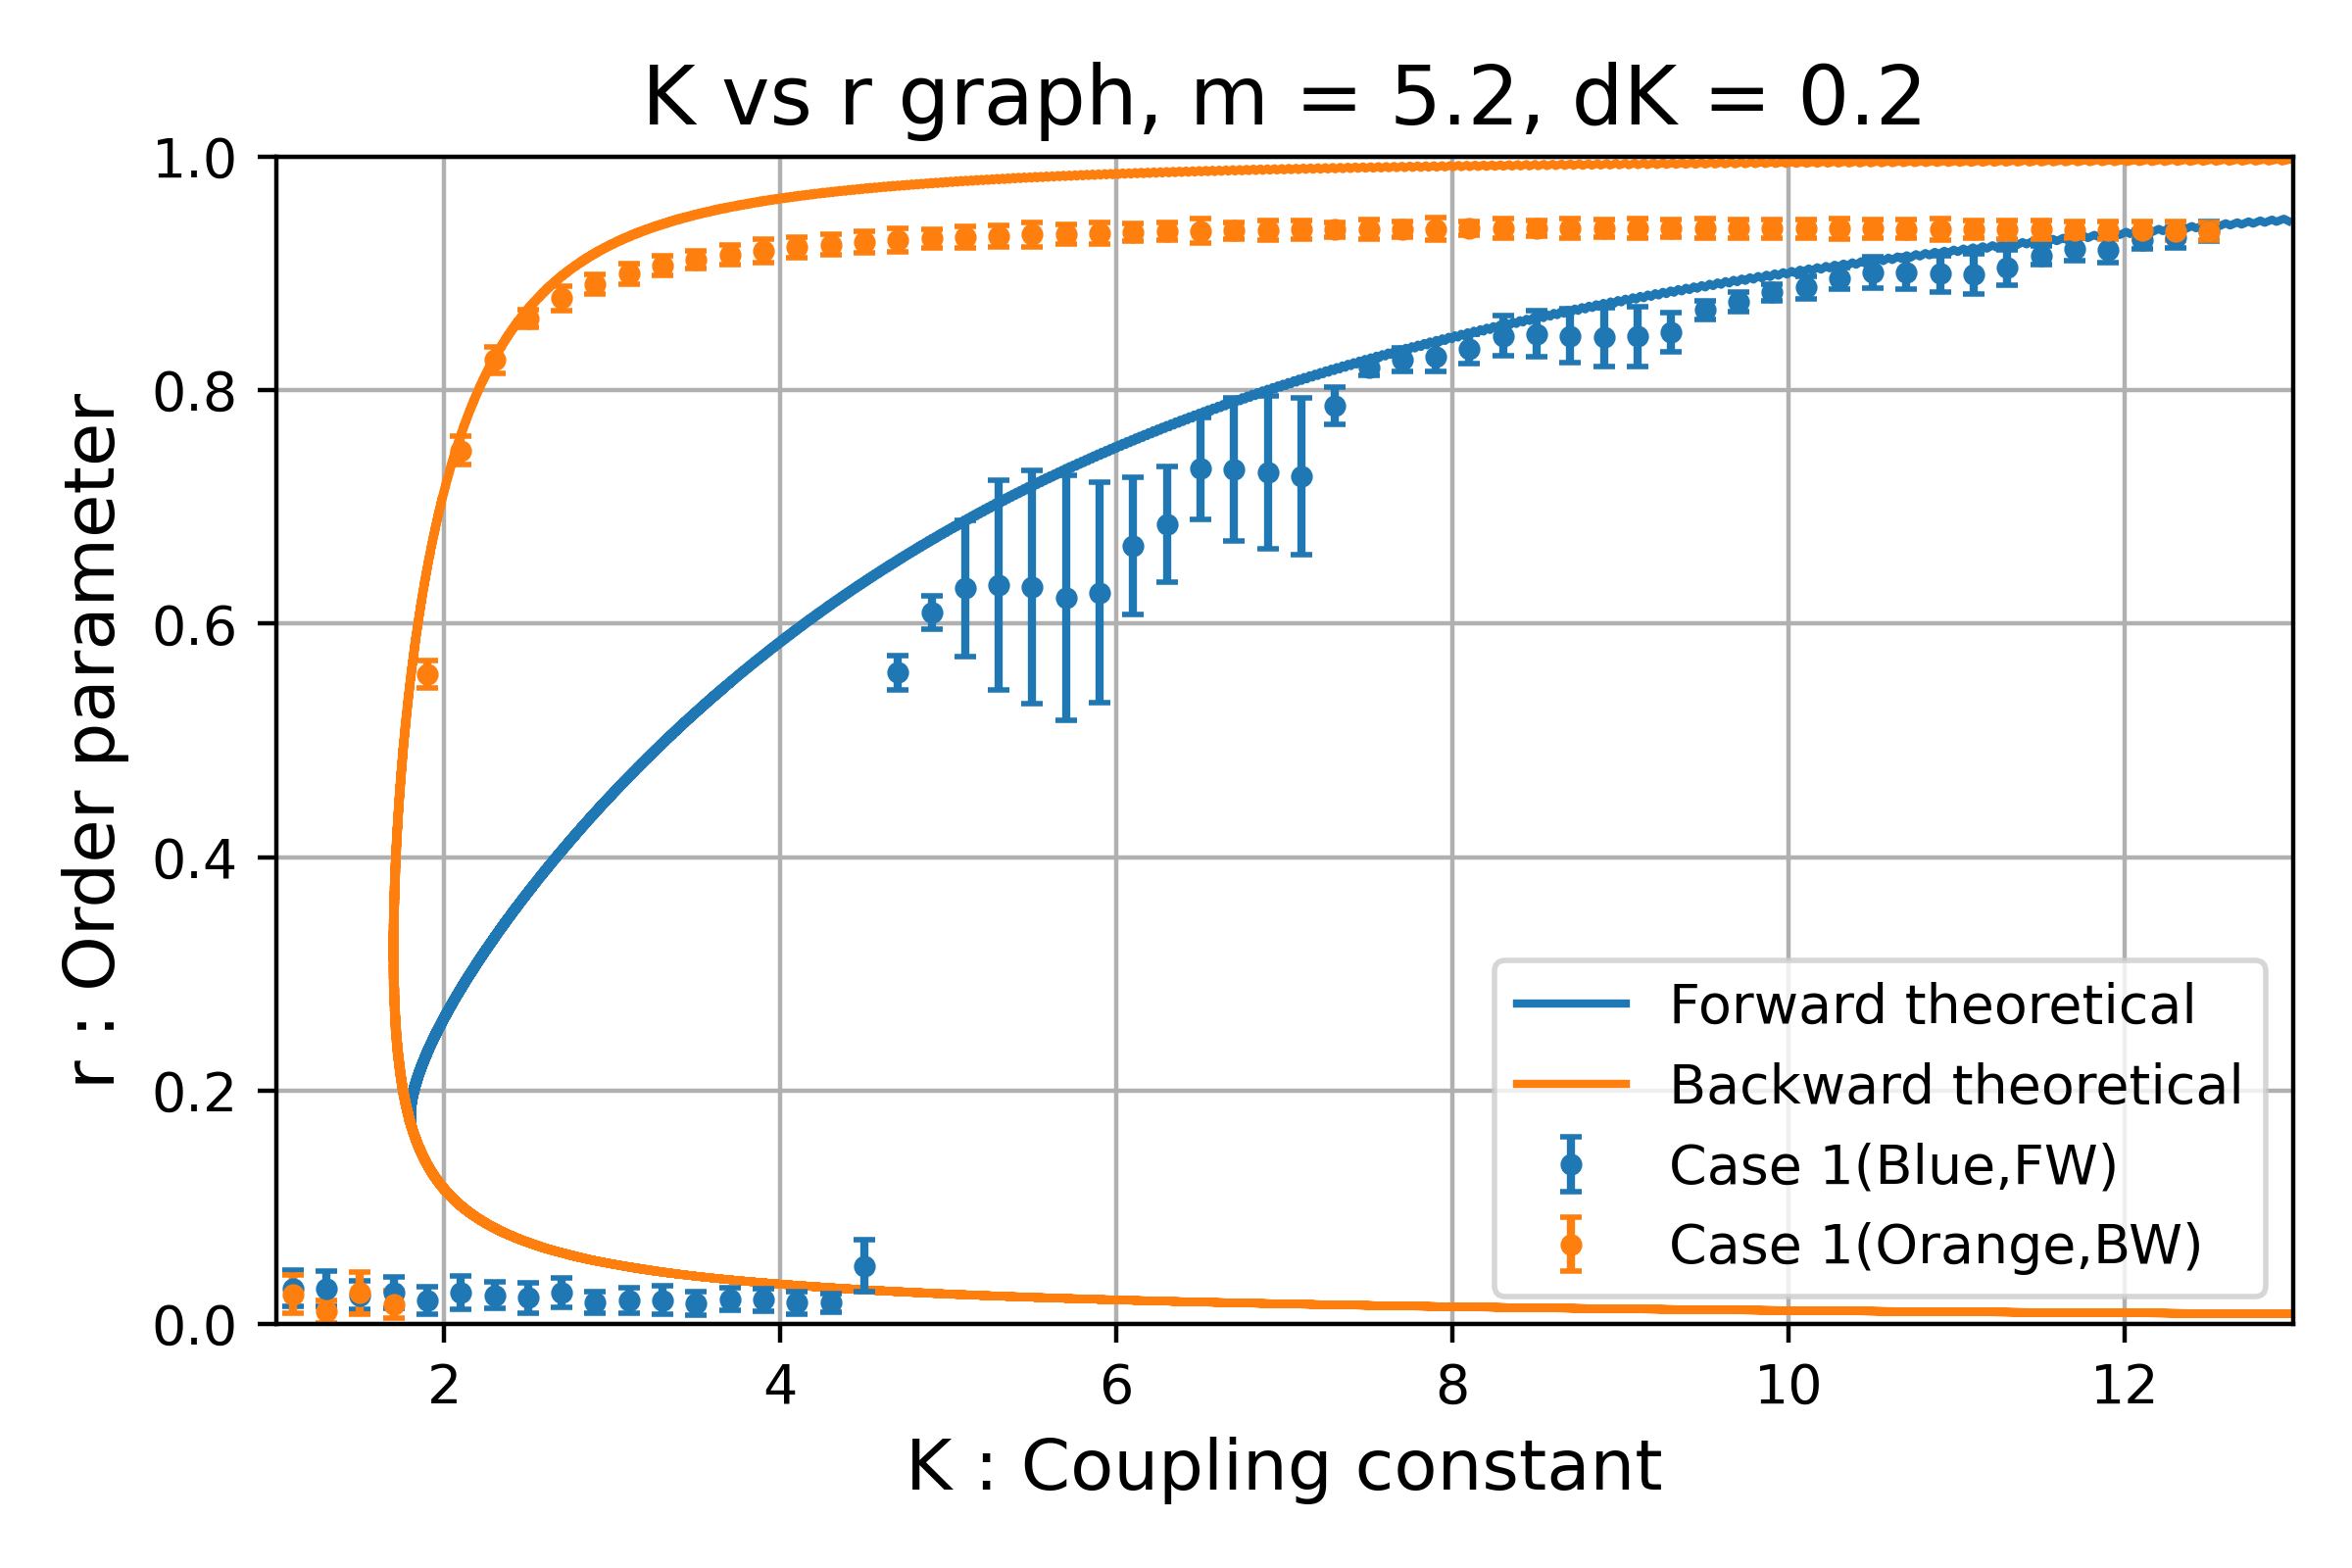 K vs r graph, m = 5.2, dK = 0.2
1.0
0.8
0.6
0.4
0.2
0.0
r : Order parameter
Forward theoretical
Backward theoretical
Case 1(Blue,FW)
Case 1(Orange,BW)
2 4 6 8 10 12
K : Coupling constant